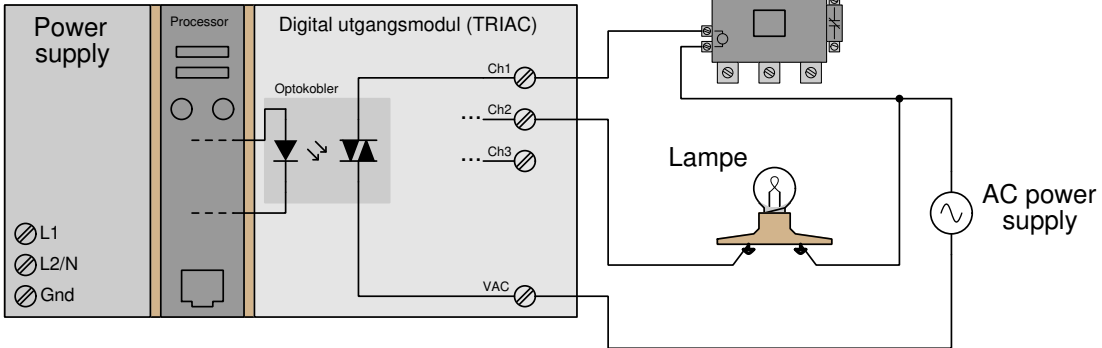 Power
supply
Processor
Digital utgangsmodul (TRIAC)
Optokobler
Ch1
... Ch2
... Ch3
VAC
L1
L2/N
Gnd
Lampe
AC power
supply